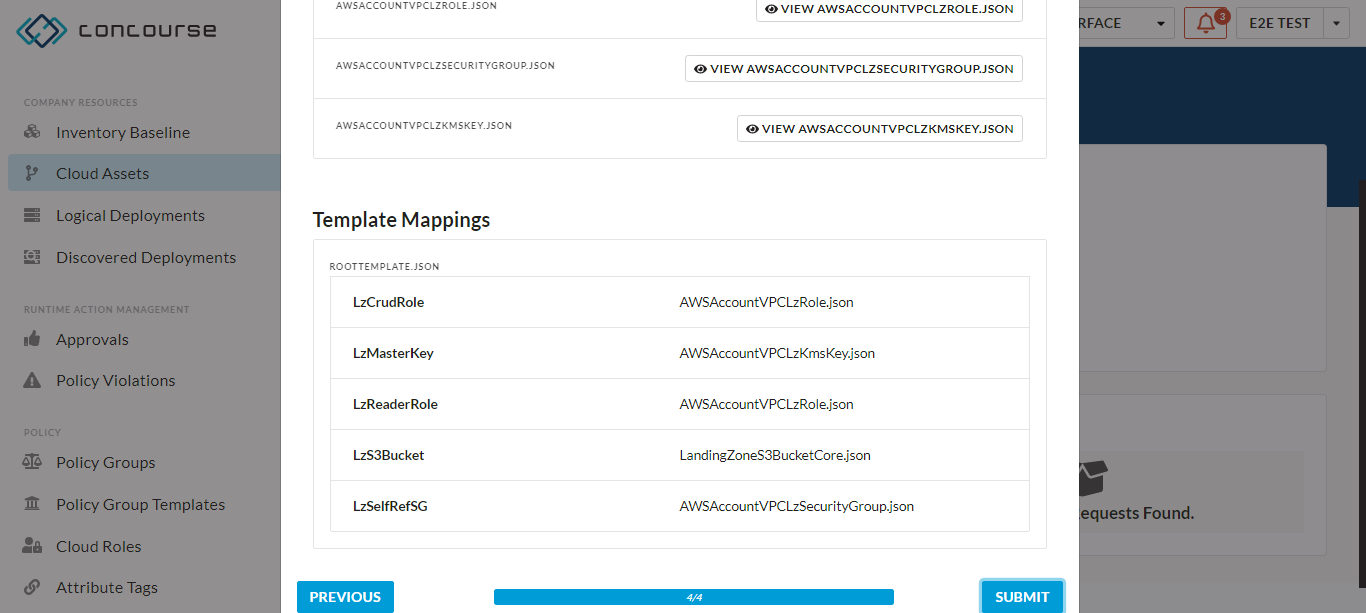 concourse
COMPANY RESOURCES
Inventory Baseline
Cloud Assets
Logical Deployments
Discovered Deployments
RUNTIME ACTION MANAGEMENT
Approvals
Policy Violations
POLICY
Policy Groups
Policy Group Templates
Cloud Roles
Attribute Tags
AWSACCOUNTVPCLZROLE.JSON
VIEW AWSACCOUNTVPCLZROLE.JSON
AWSACCOUNTVPCLZSECURITYGROUP.JSON
VIEW AWSACCOUNTVPCLZSECURITYGROUP.JSON
AWSACCOUNTVPCLZKMSKEY.JSON
VIEW AWSACCOUNTVPCLZKMSKEY.JSON
Template Mappings
ROOTTEMPLATE.JSON
LzCrudRole AWSAccountVPCLzRole.json
LzMasterKey AWSAccountVPCLzKmsKey.json
LzReaderRole AWSAccountVPCLzRole.json
LzS3Bucket LandingZoneS3BucketCore.json
LzSelfRefSG AWSAccountVPCLzSecurityGroup.json
PREVIOUS
4/4
SUBMIT
RFACE
3
E2E TEST
equests Found.